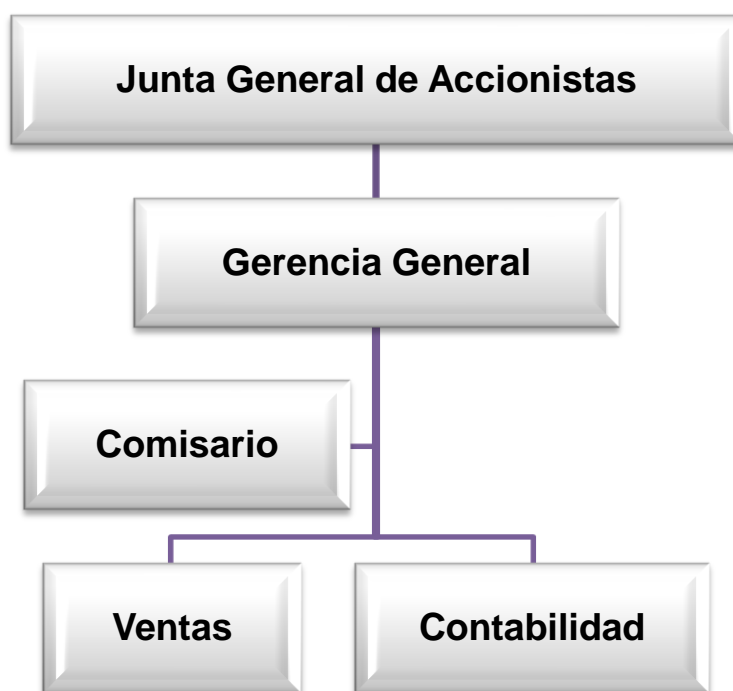 Junta General de Accionistas
Gerencia General
Comisario
Ventas
Contabilidad